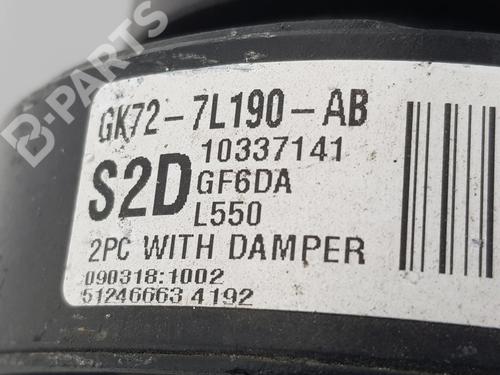 B-PARTS
GK72-7L190-AB
S2D
10337141
GF6DA
L550
2PC WITH DAMPER
090318:1002
51246663 4192